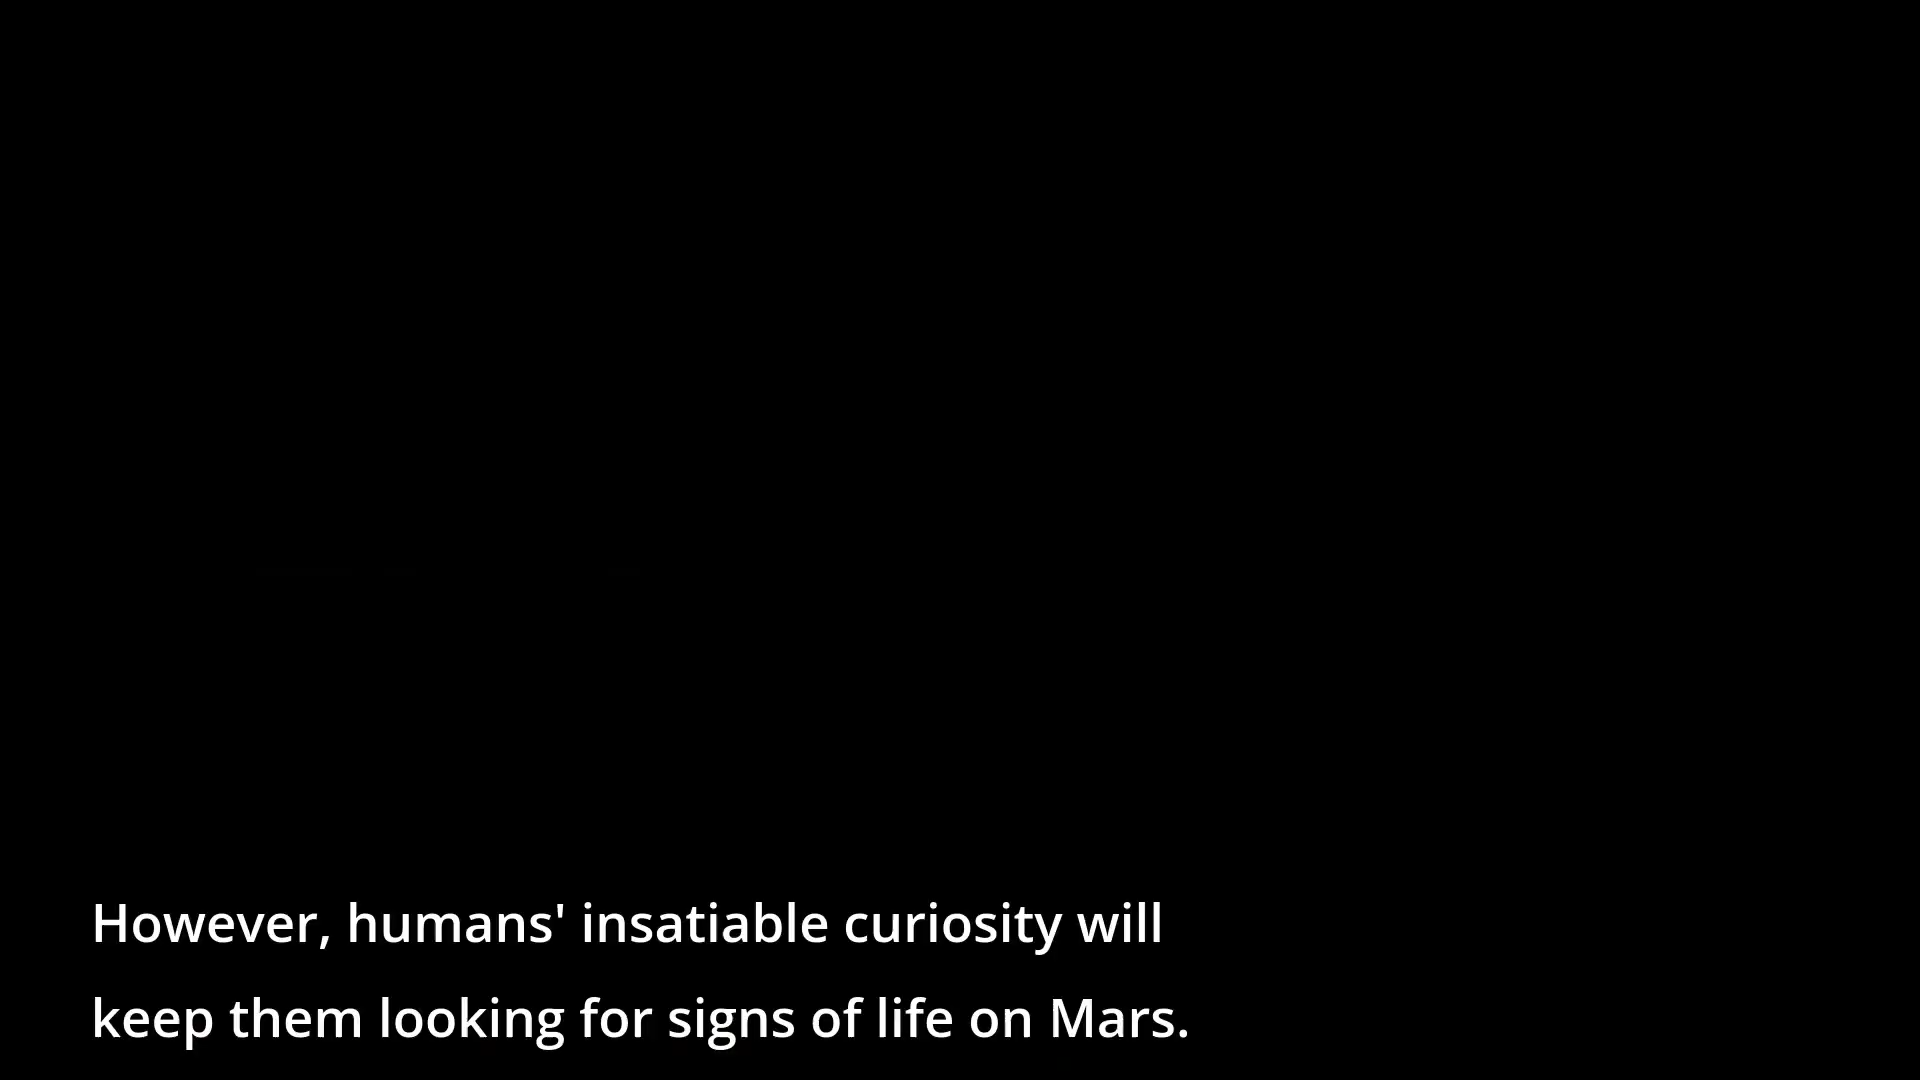 However, humans' insatiable curiosity will
keep them looking for signs of life on Mars.